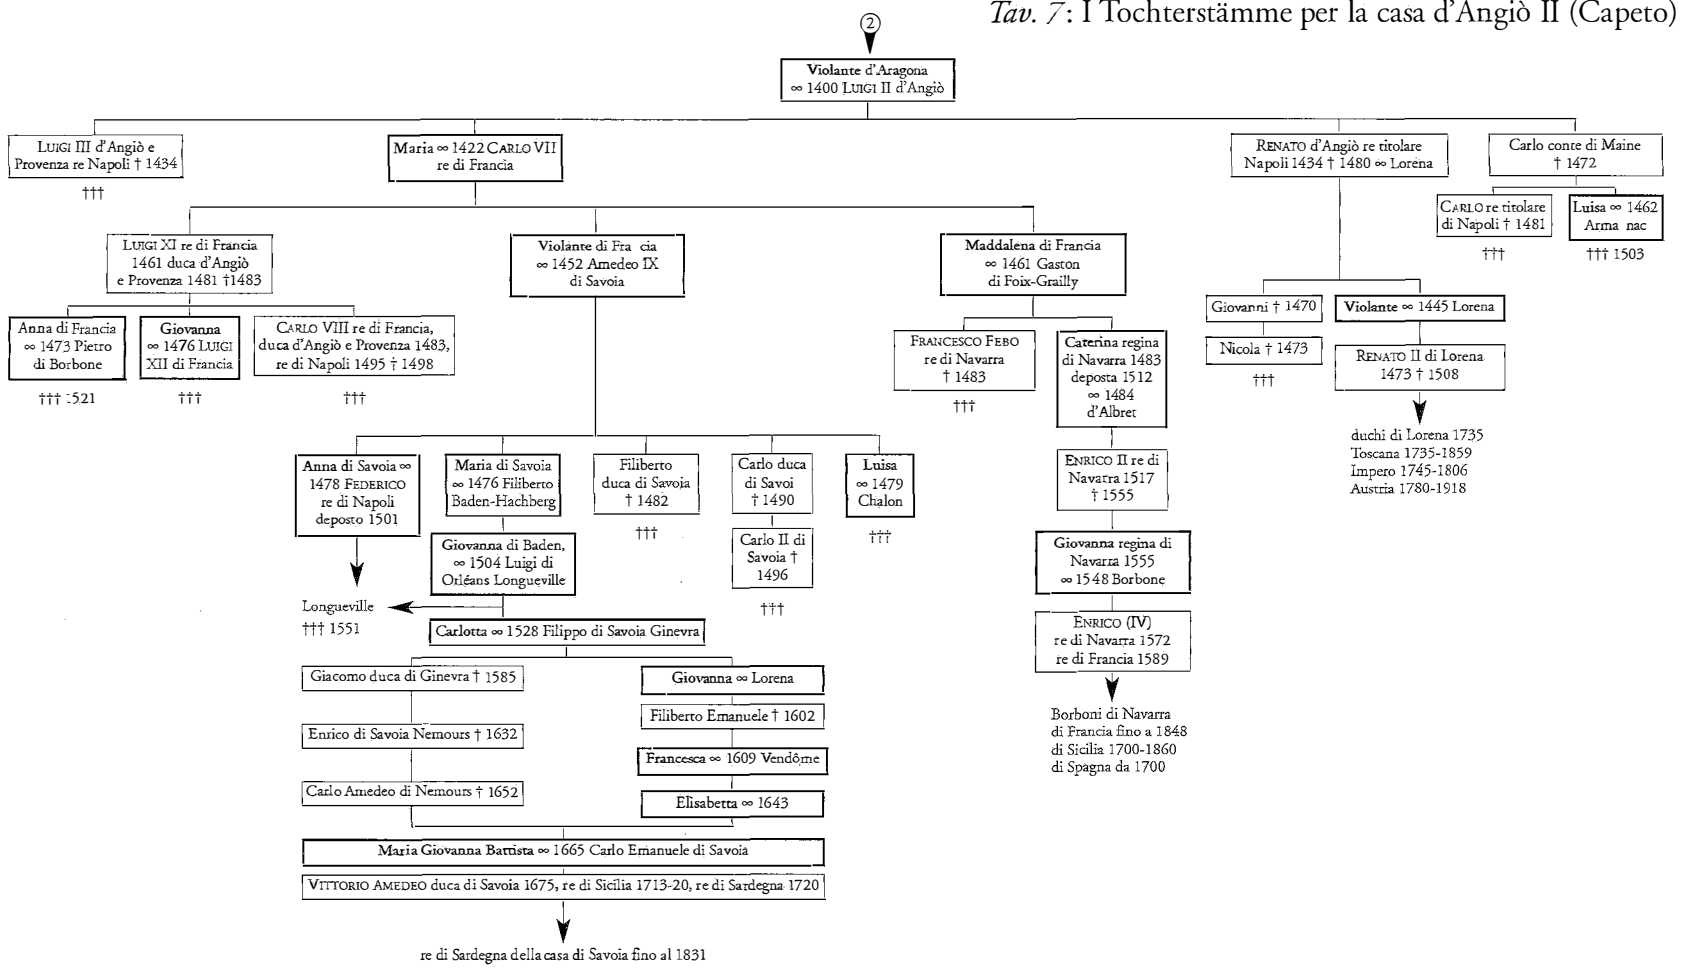 Tav. 7: I Tochterstämme per la casa d'Angiò II (Capeto)
2
Violante d'Aragona
∞ 1400 LUIGI II d'Angiò
LUIGI III d'Angiò e
Provenza re Napoli † 1434
†††
Maria ∞ 1422 CARLO VII
re di Francia
RENATO d'Angiò re titolare
Napoli 1434 † 1480 ∞ Lorena
Carlo conte di Maine
† 1472
CARLO re titolare
di Napoli † 1481
†††
Luisa ∞ 1462
Arma nac
††† 1503
LUIGI XI re di Francia
1461 duca d'Angiò
e Provenza 1481 †1483
Violante di Fra cia
∞ 1452 Amedeo IX
di Savoia
Maddalena di Francia
∞ 1461 Gaston
di Foix-Grailly
Giovanni † 1470
Nicola † 1473
†††
Violante ∞ 1445 Lorena
RENATO II di Lorena
1473 † 1508
duchi di Lorena 1735
Toscana 1735-1859
Impero 1745-1806
Austria 1780-1918
Anna di Francia
∞ 1473 Pietro
di Borbone
††† 1521
Giovanna
∞ 1476 LUIGI
XII di Francia
†††
CARLO VIII re di Francia,
duca d'Angiò e Provenza 1483,
re di Napoli 1495 † 1498
†††
FRANCESCO FEBO
re di Navarra
† 1483
†††
Caterina regina
di Navarra 1483
deposta 1512
∞ 1484
d'Albret
ENRICO II re di
Navarra 1517
† 1555
Giovanna regina di
Navarra 1555
∞ 1548 Borbone
ENRICO (IV)
re di Navarra 1572
re di Francia 1589
Borboni di Navarra
di Francia fino a 1848
di Sicilia 1700-1860
di Spagna da 1700
Anna di Savoia ∞
1478 FEDERICO
re di Napoli
deposto 1501
Maria di Savoia
∞ 1476 Filiberto
Baden-Hachberg
Filiberto
duca di Savoia
† 1482
†††
Carlo duca
di Savoi
† 1490
Carlo II di
Savoia †
1496
†††
Luisa
∞ 1479
Chalon
†††
Giovanna di Baden,
∞ 1504 Luigi di
Orléans Longueville
Longueville
††† 1551
Carlotta ∞ 1528 Filippo di Savoia Ginevra
Giacomo duca di Ginevra † 1585
Enrico di Savoia Nemours † 1632
Carlo Amedeo di Nemours † 1652
Giovanna ∞ Lorena
Filiberto Emanuele † 1602
Francesca ∞ 1609 Vendôme
Elisabetta ∞ 1643
Maria Giovanna Battista ∞ 1665 Carlo Emanuele di Savoia
VITTORIO AMEDEO duca di Savoia 1675, re di Sicilia 1713-20, re di Sardegna 1720
re di Sardegna della casa di Savoia fino al 1831